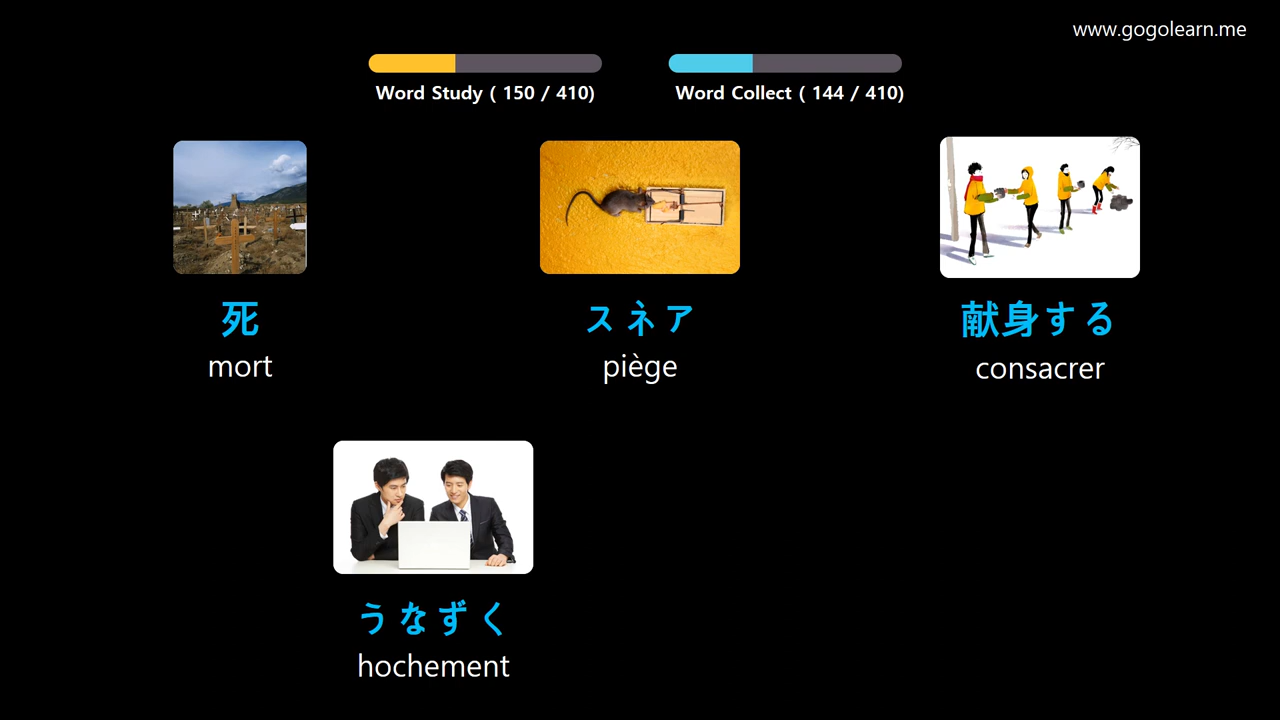 www.gogolearn.me
Word Study ( 150 / 410)
Word Collect ( 144 / 410)
死
mort
スネア
piège
献身する
consacrer
うなずく
hochement